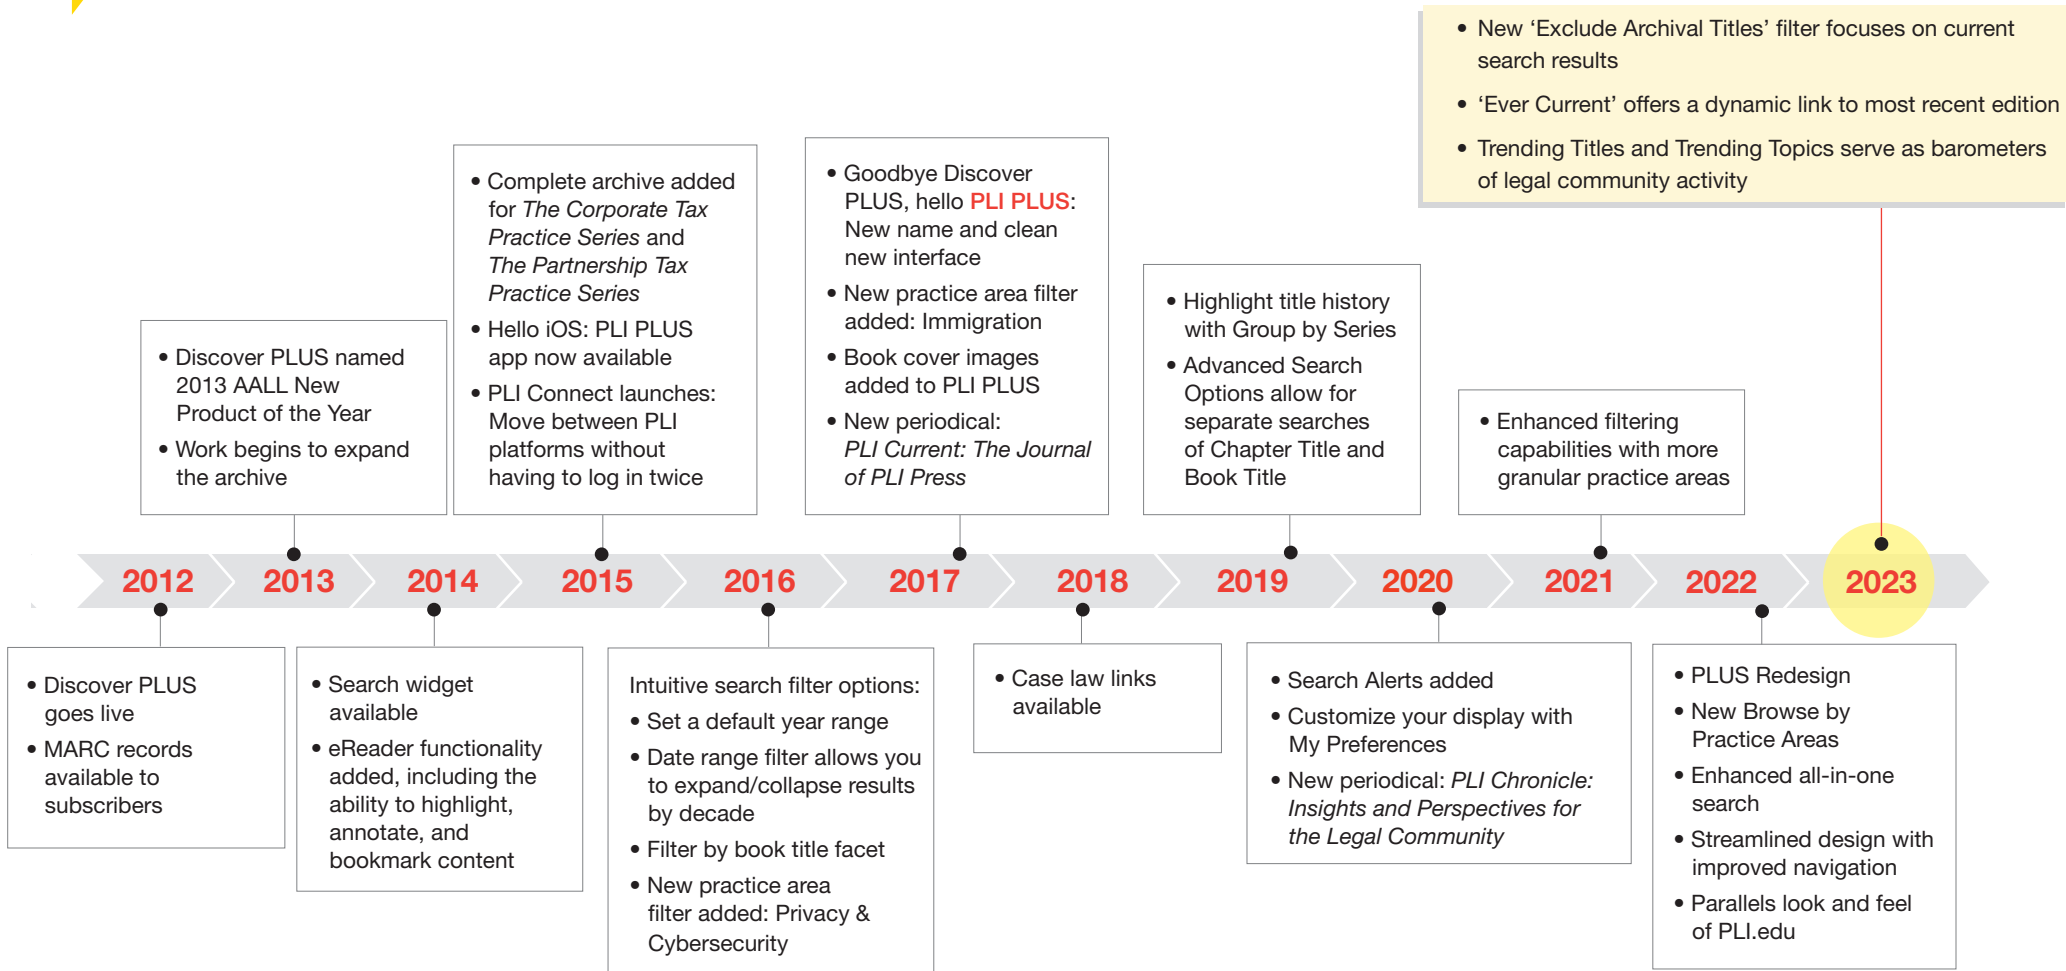 • New ‘Exclude Archival Titles’ filter focuses on current
search results
• ‘Ever Current’ offers a dynamic link to most recent edition
• Trending Titles and Trending Topics serve as barometers
of legal community activity
• Discover PLUS named
2013 AALL New
Product of the Year
• Work begins to expand
the archive
• Complete archive added
for The Corporate Tax
Practice Series and
The Partnership Tax
Practice Series
• Hello iOS: PLI PLUS
app now available
• PLI Connect launches:
Move between PLI
platforms without
having to log in twice
• Goodbye Discover
PLUS, hello PLI PLUS:
New name and clean
new interface
• New practice area filter
added: Immigration
• Book cover images
added to PLI PLUS
• New periodical:
PLI Current: The Journal
of PLI Press
• Highlight title history
with Group by Series
• Advanced Search
Options allow for
separate searches
of Chapter Title and
Book Title
• Enhanced filtering
capabilities with more
granular practice areas
2012 2013 2014 2015 2016 2017 2018 2019 2020 2021 2022 2023
• Discover PLUS
goes live
• MARC records
available to
subscribers
• Search widget
available
• eReader functionality
added, including the
ability to highlight,
annotate, and
bookmark content
Intuitive search filter options:
• Set a default year range
• Date range filter allows you
to expand/collapse results
by decade
• Filter by book title facet
• New practice area
filter added: Privacy &
Cybersecurity
• Case law links
available
• Search Alerts added
• Customize your display with
My Preferences
• New periodical: PLI Chronicle:
Insights and Perspectives for
the Legal Community
• PLUS Redesign
• New Browse by
Practice Areas
• Enhanced all-in-one
search
• Streamlined design with
improved navigation
• Parallels look and feel
of PLI.edu